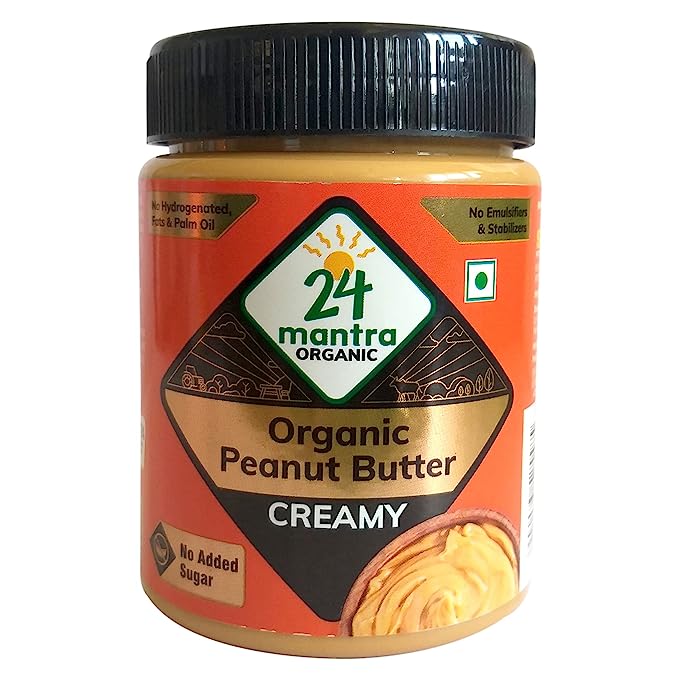 No Hydrogenated,
Fats & Palm Oil
No Emulsifiers
& Stabilizers
24
mantra
ORGANIC
Organic
Peanut Butter
CREAMY
No Added
Sugar